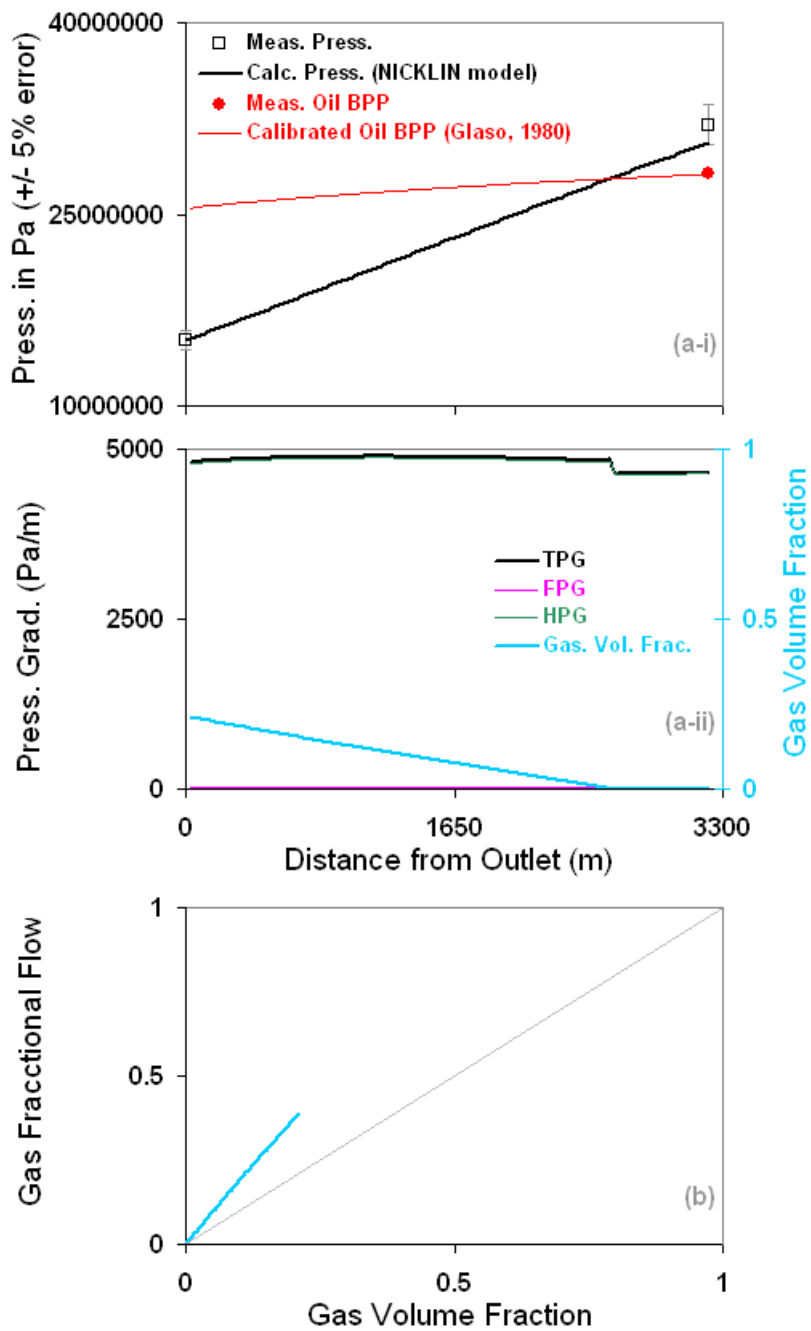 40000000
Meas. Press.
Calc. Press. (NICKLIN model)
Meas. Oil BPP
Calibrated Oil BPP (Glaso, 1980)
25000000
10000000
Press. in Pa (+/- 5% error)
(a-i)
5000
2500
0
Press. Grad. (Pa/m)
TPG
FPG
HPG
Gas. Vol. Frac.
(a-ii)
1
0.5
0
Gas Volume Fraction
0
1650
3300
Distance from Outlet (m)
1
0.5
0
Gas Fracctional Flow
(b)
0
0.5
1
Gas Volume Fraction